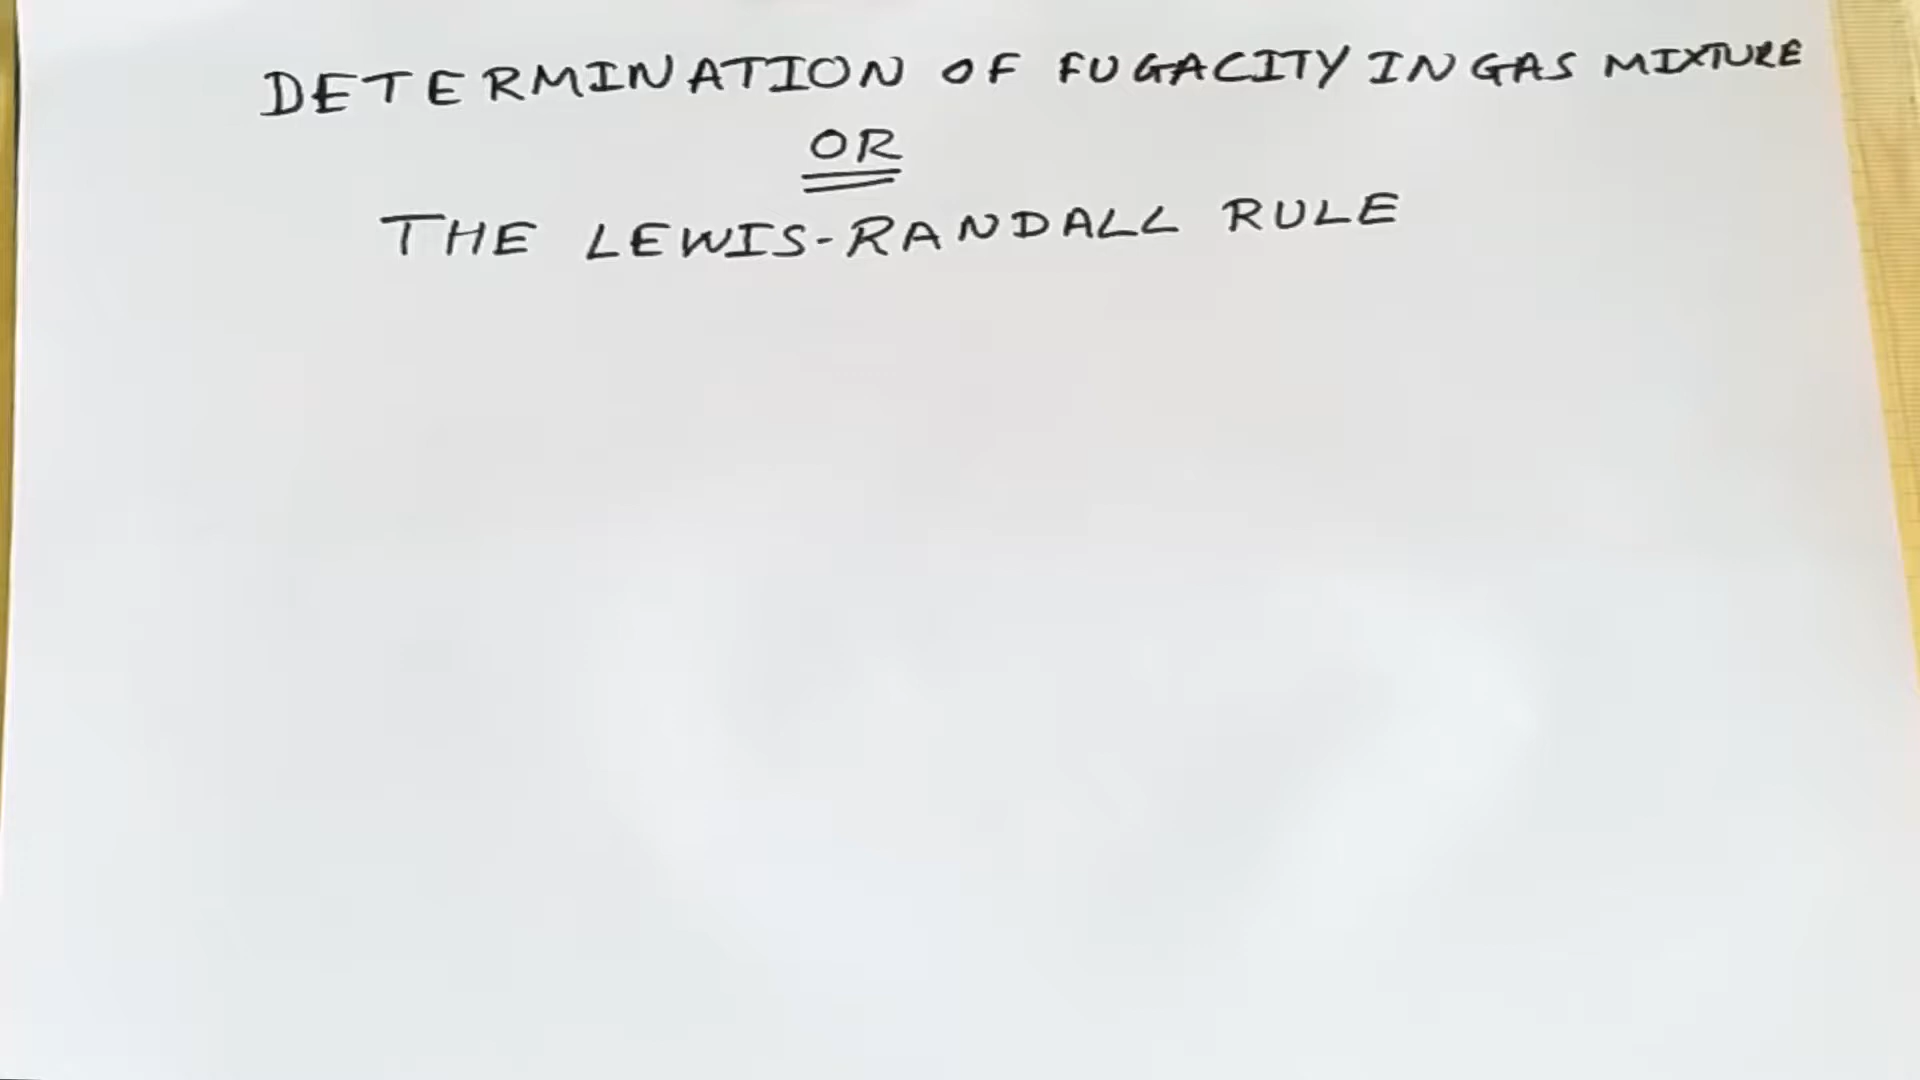 DETERMINATION OF FUGACITY IN GAS MIXTURE
OR
THE LEWIS-RANDALL RULE